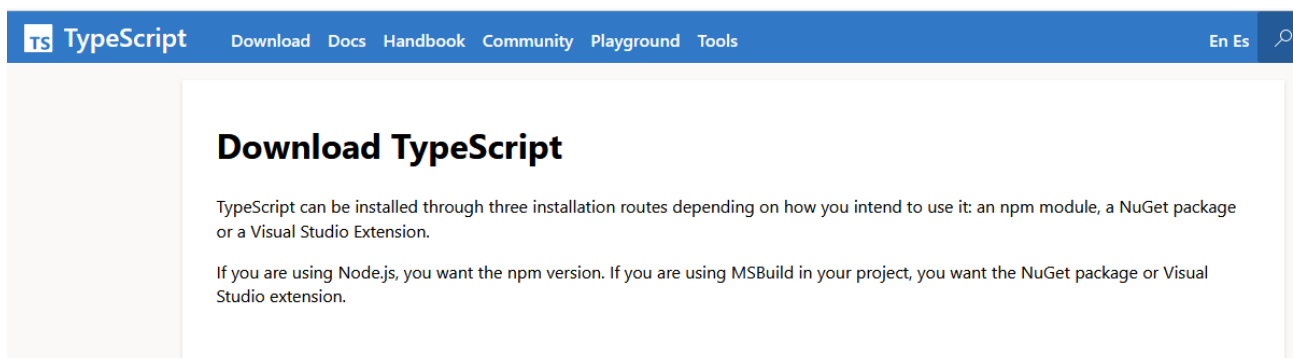 TS TypeScript Download Docs Handbook Community Playground Tools En Es
Download TypeScript
TypeScript can be installed through three installation routes depending on how you intend to use it: an npm module, a NuGet package
or a Visual Studio Extension.
If you are using Node.js, you want the npm version. If you are using MSBuild in your project, you want the NuGet package or Visual
Studio extension.